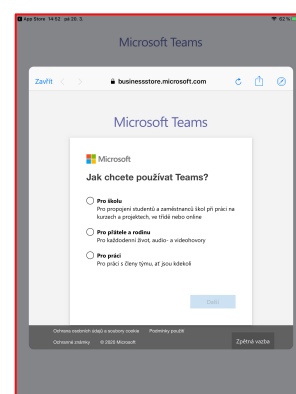 App Store 14:52 pá 20. 3.
62 %
Microsoft Teams
Zavřít
businessstore.microsoft.com
Microsoft Teams
Microsoft
Jak chcete používat Teams?
Pro školu
Pro propojení studentů a zaměstnanců škol při práci na
kurzech a projektech, ve třídě nebo online
Pro přátele a rodinu
Pro každodenní život, audio- a videohovory
Pro práci
Pro práci s členy týmu, ať jsou kdekoli
Další
Ochrana osobních údajů a soubory cookie Podmínky použití
Ochranné známky © 2020 Microsoft
Zpětná vazba